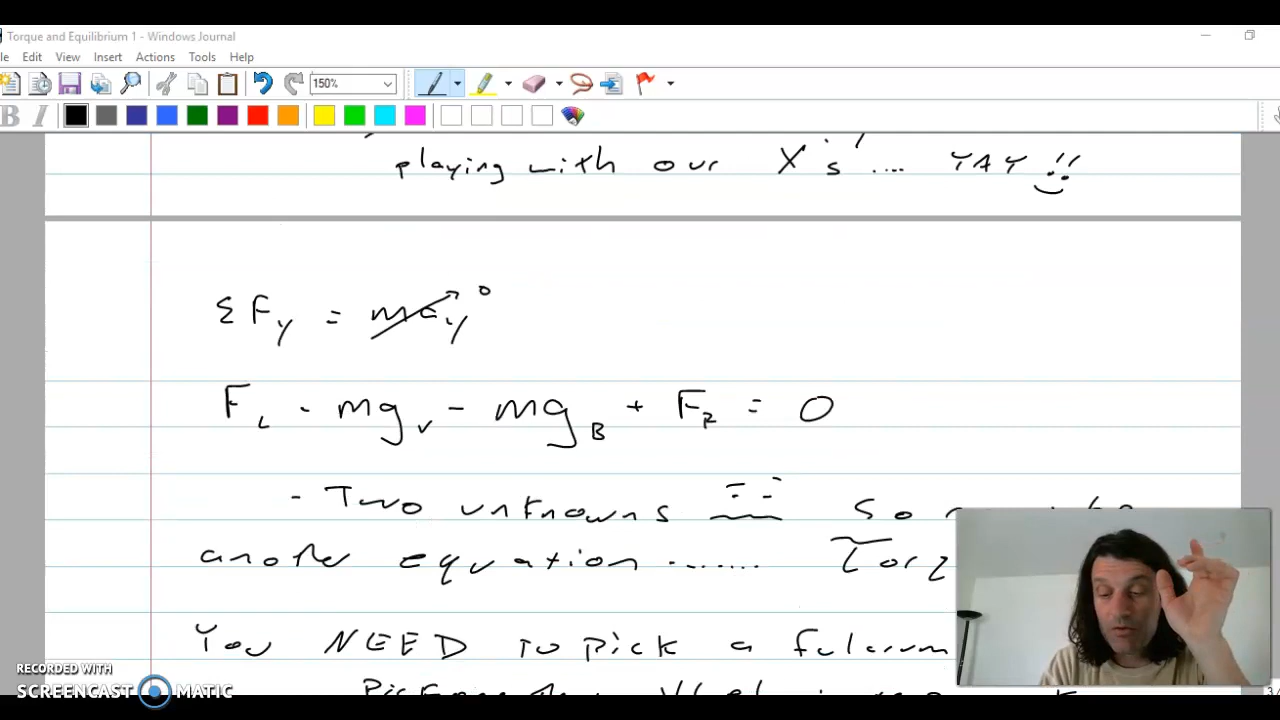 Torque and Equilibrium 1 - Windows Journal
Edit View Insert Actions Tools Help
150%
B I
playing with our X's.... YAY !!
ΣFy = may 0
FL - mgV - mgB + FR = 0
- Two unknowns So
another equation .......
You NEED to pick a fulcrum
RECORDED WITH
SCREENCAST MATIC